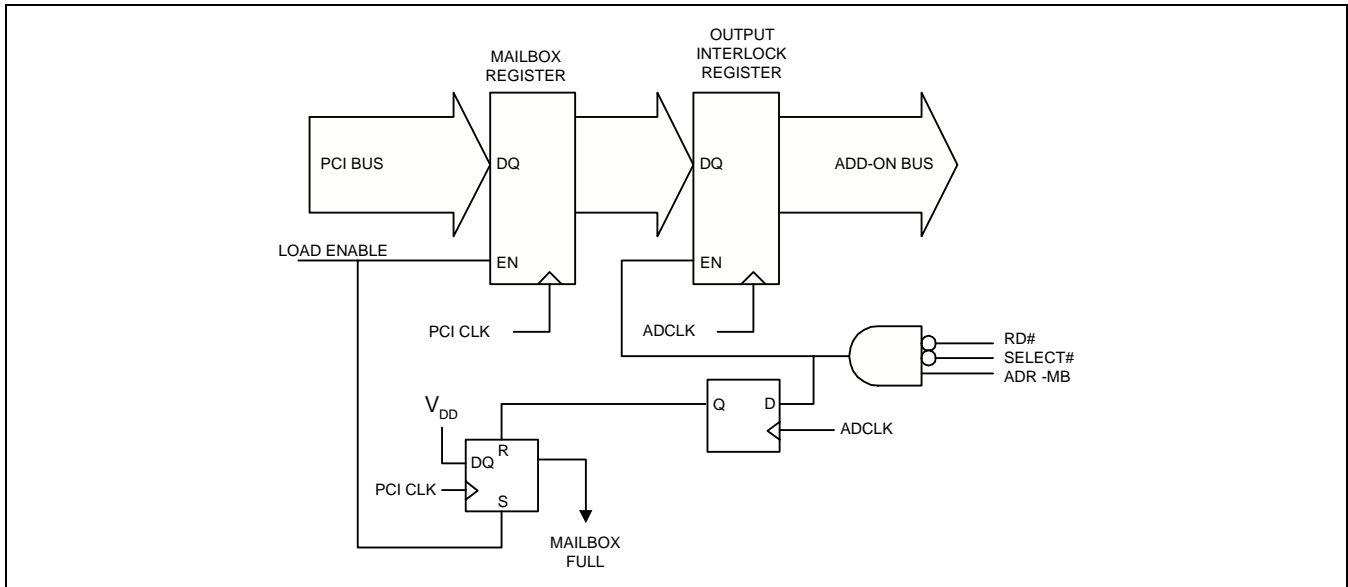 MAILBOX
REGISTER
OUTPUT
INTERLOCK
REGISTER
PCI BUS
DQ
DQ
ADD-ON BUS
LOAD ENABLE
EN
EN
PCI CLK
ADCLK
RD#
SELECT#
ADR -MB
Q
D
ADCLK
VDD
R
DQ
PCI CLK
S
MAILBOX
FULL